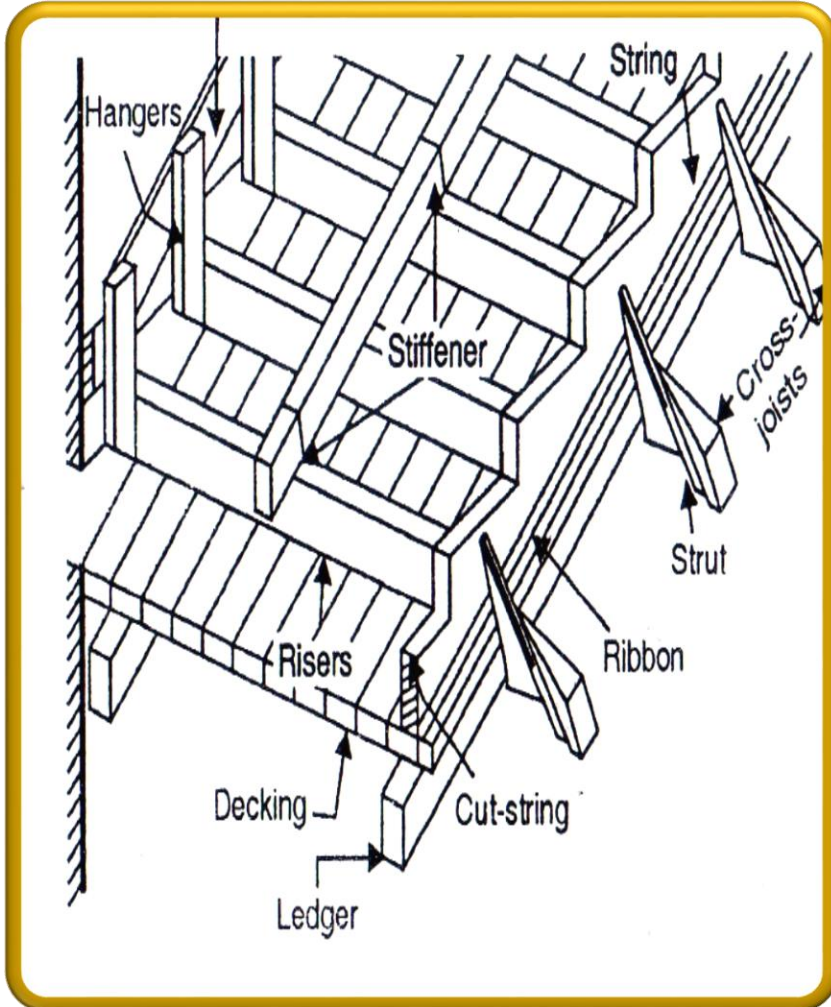 String
Hangers
Stiffener
Cross-
joists
Strut
Ribbon
Risers
Decking
Cut-string
Ledger